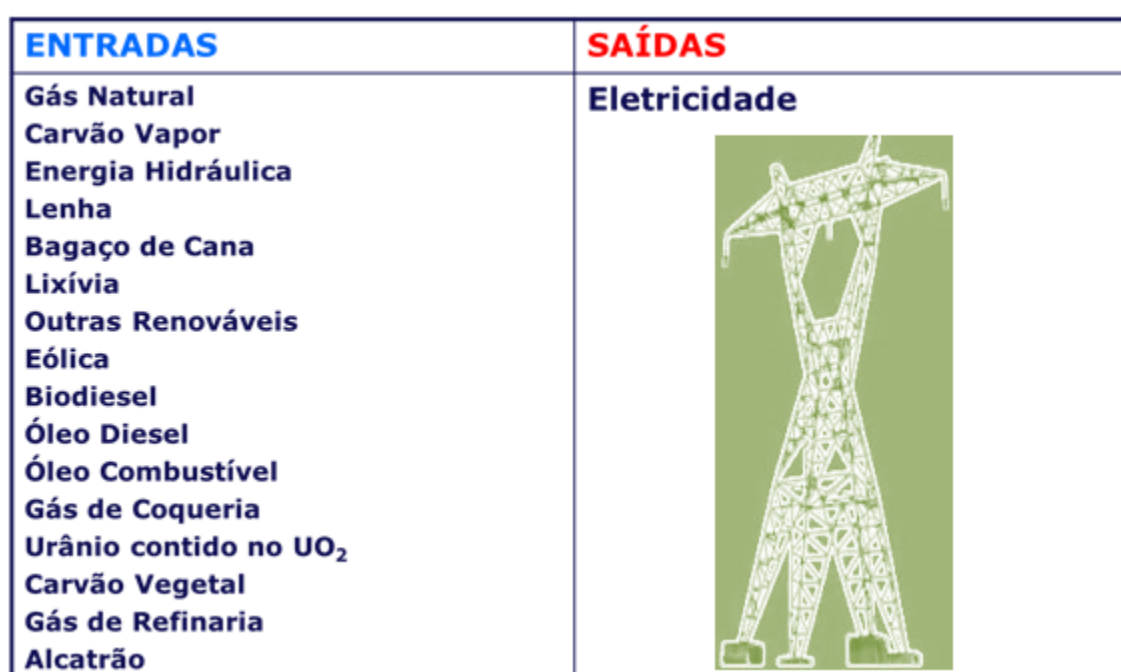 ENTRADAS
SAÍDAS
Gás Natural
Carvão Vapor
Energia Hidráulica
Lenha
Bagaço de Cana
Lixívia
Outras Renováveis
Eólica
Biodiesel
Óleo Diesel
Óleo Combustível
Gás de Coqueria
Urânio contido no UO₂
Carvão Vegetal
Gás de Refinaria
Alcatrão
Eletricidade